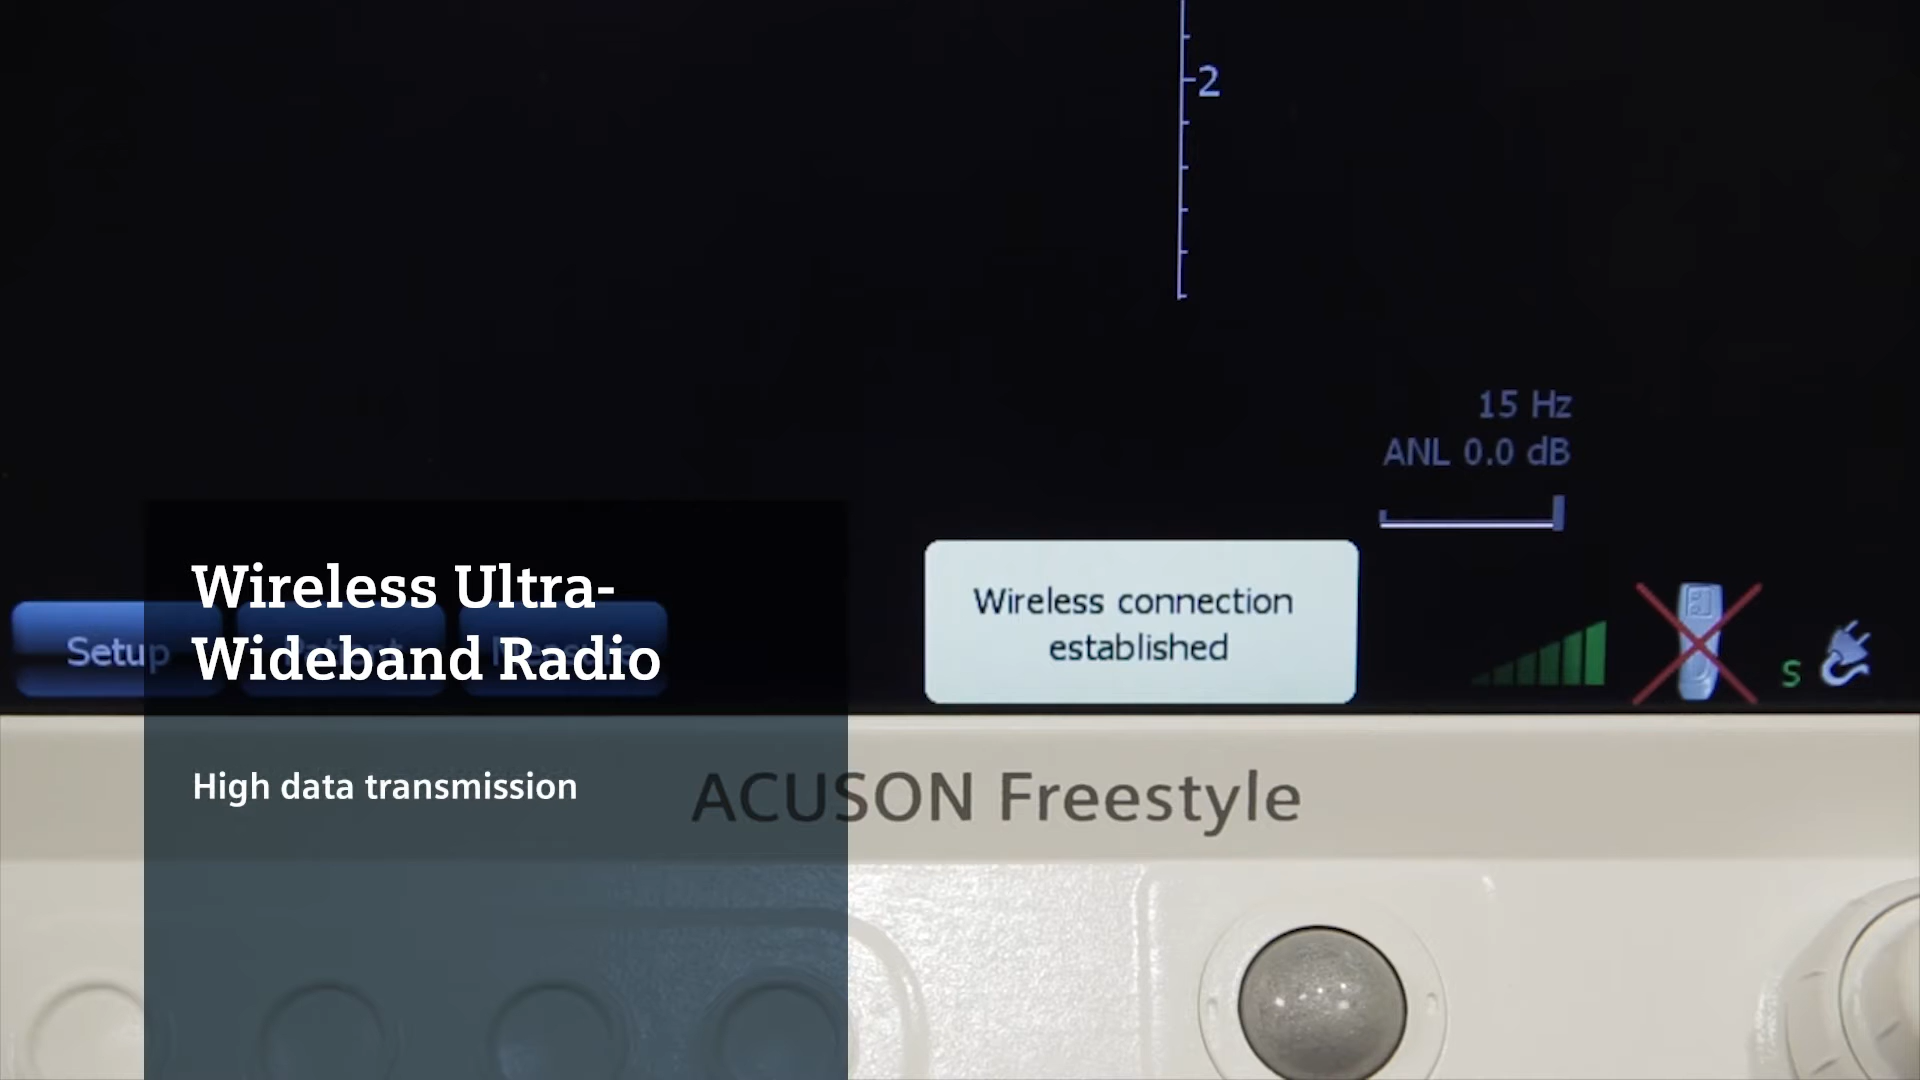 2
15 Hz
ANL 0.0 dB
Wireless Ultra-
Wideband Radio
Wireless connection
established
Setup
S
High data transmission
ACUSON Freestyle